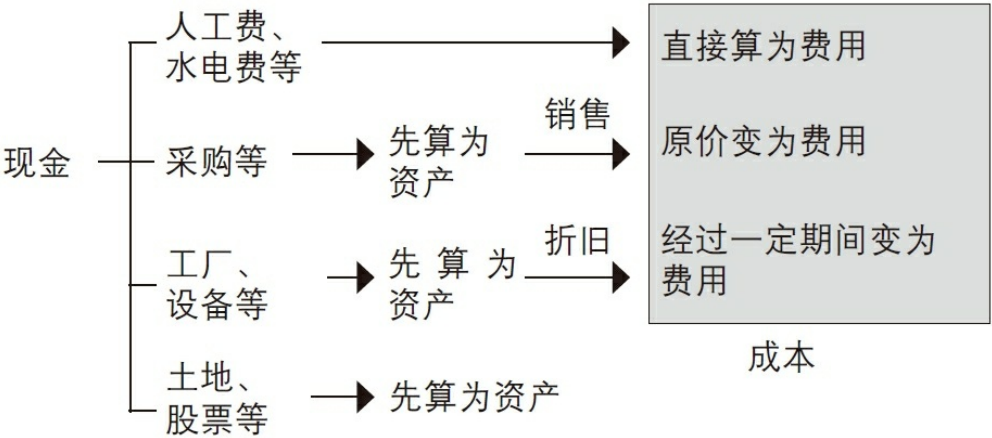 人工费、
水电费等
直接算为费用
现金
采购等
先算为
资产
销售
原价变为费用
工厂、
设备等
先 算 为
资产
折旧
经过一定期间变为
费用
成本
土地、
股票等
先算为资产